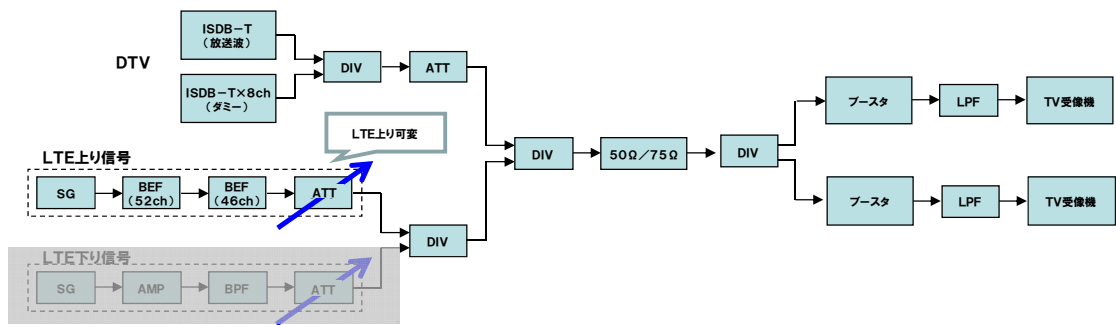 ISDB-T
(放送波)
DTV
DIV
ATT
ISDB-T×8ch
(ダミー)
LTE上り可変
ブースタ
LPF
TV受像機
DIV
50Ω/75Ω
DIV
LTE上り信号
SG
BEF
(52ch)
BEF
(46ch)
ATT
ブースタ
LPF
TV受像機
DIV
LTE下り信号
SG
AMP
BPF
ATT